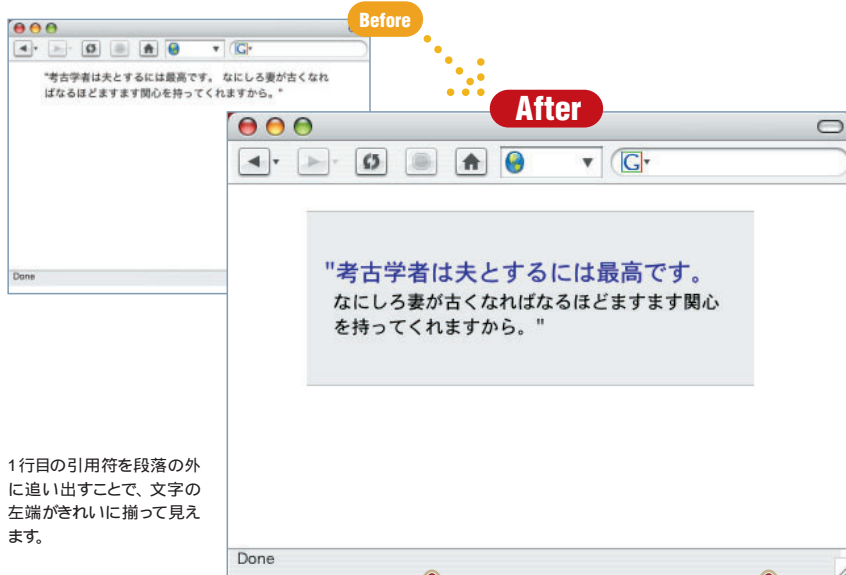 Before
"考古学者は夫とするには最高です。 なにしろ妻が古くなれ
ばなるほどますます関心を持ってくれますから。"
Done
After
G
"考古学者は夫とするには最高です。
なにしろ妻が古くなればなるほどますます関心
を持ってくれますから。"
Done
1行目の引用符を段落の外
に追い出すことで、文字の
左端がきれいに揃って見え
ます。